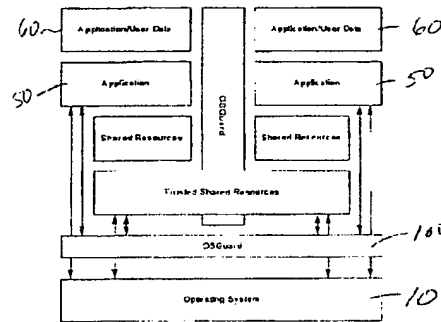 60
Application/User Data
Application/User Data
60
50
Application
Application
50
OSGuard
Shared Resources
Shared Resources
Trusted Shared Resources
OSGuard
100
Operating System
10